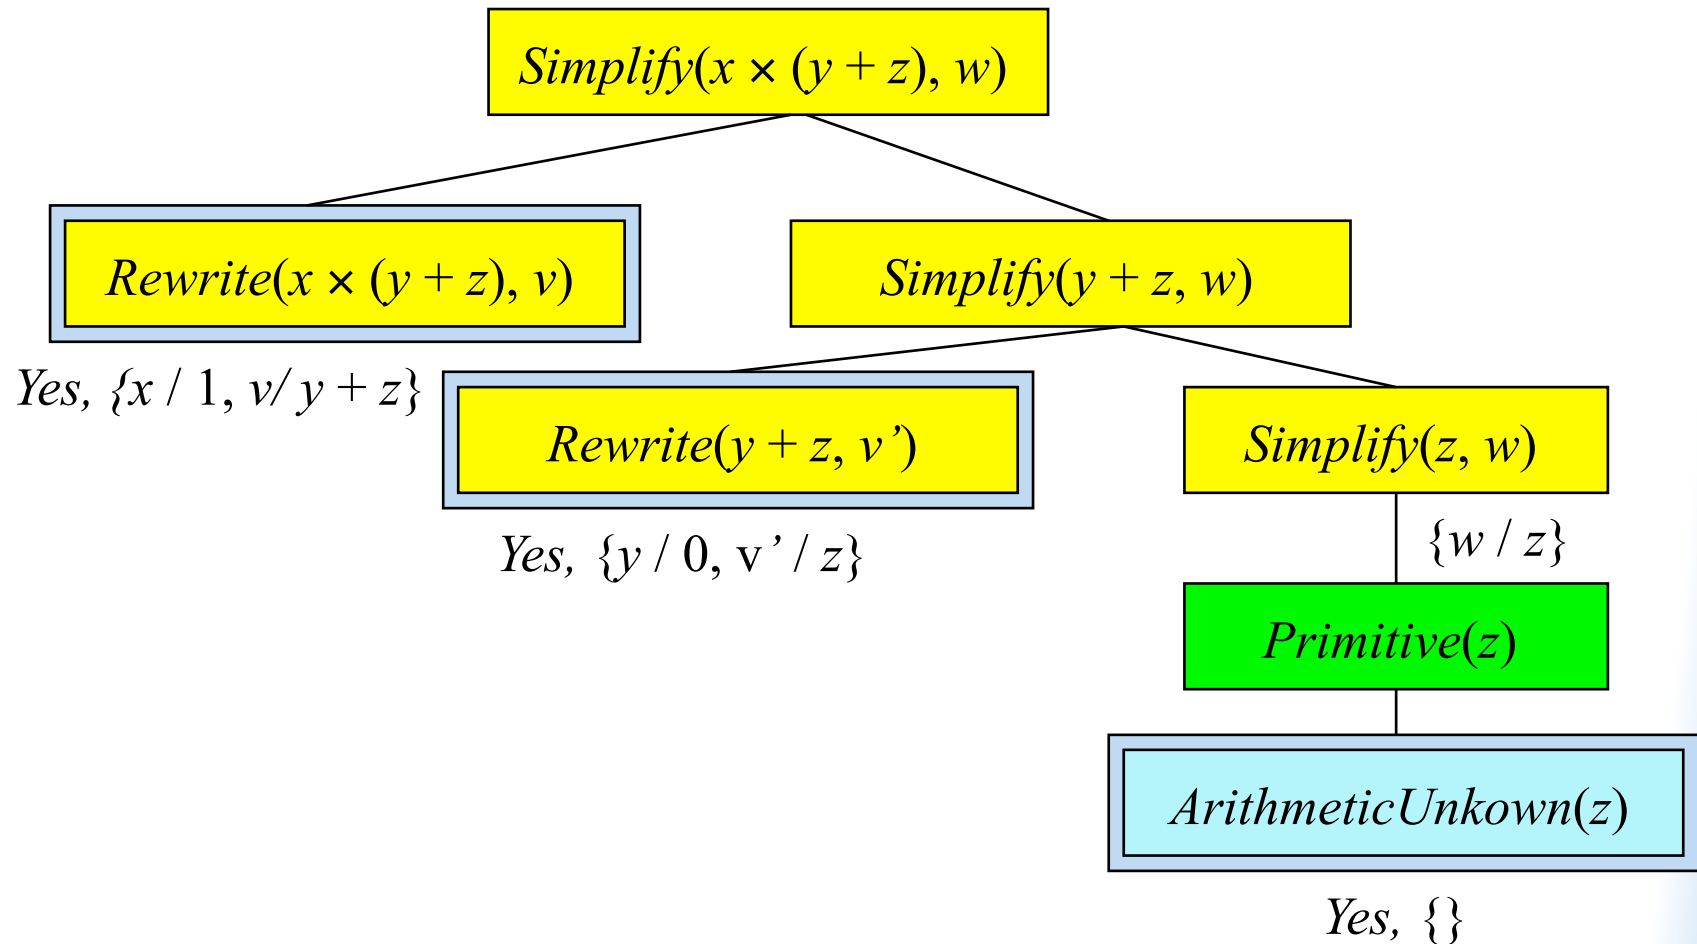 Simplify(x × (y + z), w)
Rewrite(x × (y + z), v)
Simplify(y + z, w)
Yes, {x / 1, v/ y + z}
Rewrite(y + z, v’)
Simplify(z, w)
Yes, {y / 0, v’ / z}
{w / z}
Primitive(z)
ArithmeticUnkown(z)
Yes, {}